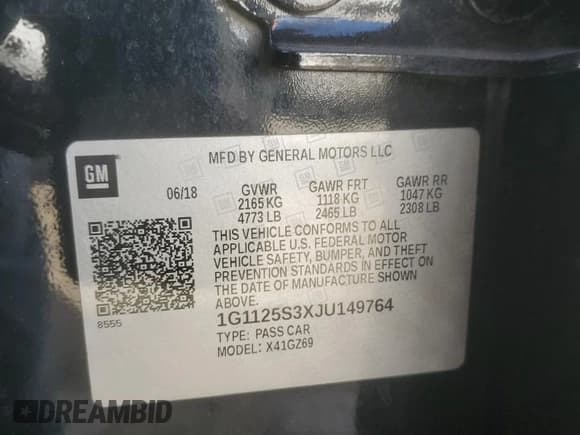 MFD BY GENERAL MOTORS LLC
GM
06/18 GVWR GAWR FRT GAWR RR
2165 KG 1118 KG 1047 KG
4773 LB 2465 LB 2308 LB
THIS VEHICLE CONFORMS TO ALL
APPLICABLE U.S. FEDERAL MOTOR
VEHICLE SAFETY, BUMPER, AND THEFT
PREVENTION STANDARDS IN EFFECT ON
THE DATE OF MANUFACTURE SHOWN
ABOVE.
8555
1G1125S3XJU149764
TYPE: PASS CAR
MODEL: X41GZ69
DREAMBID